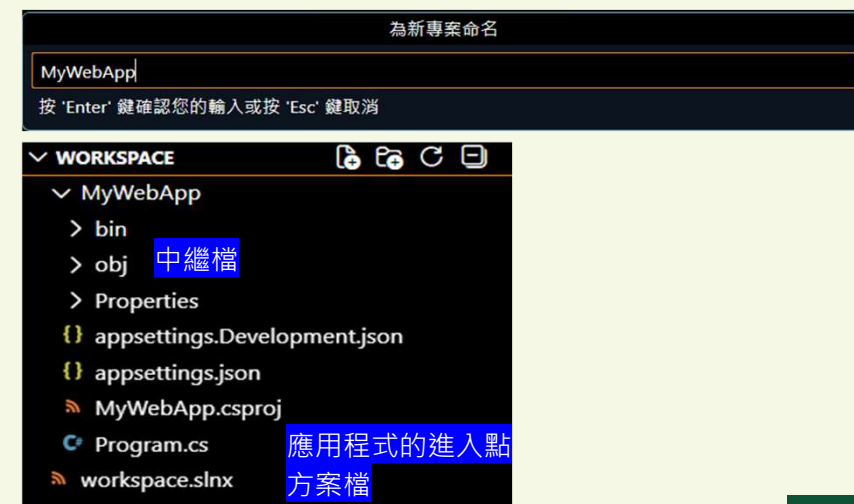 為新專案命名
MyWebApp
按 'Enter' 鍵確認您的輸入或按 'Esc' 鍵取消
WORKSPACE
MyWebApp
bin
obj 中繼檔
Properties
{} appsettings.Development.json
{} appsettings.json
MyWebApp.csproj
C# Program.cs 應用程式的進入點
workspace.slnx 方案檔